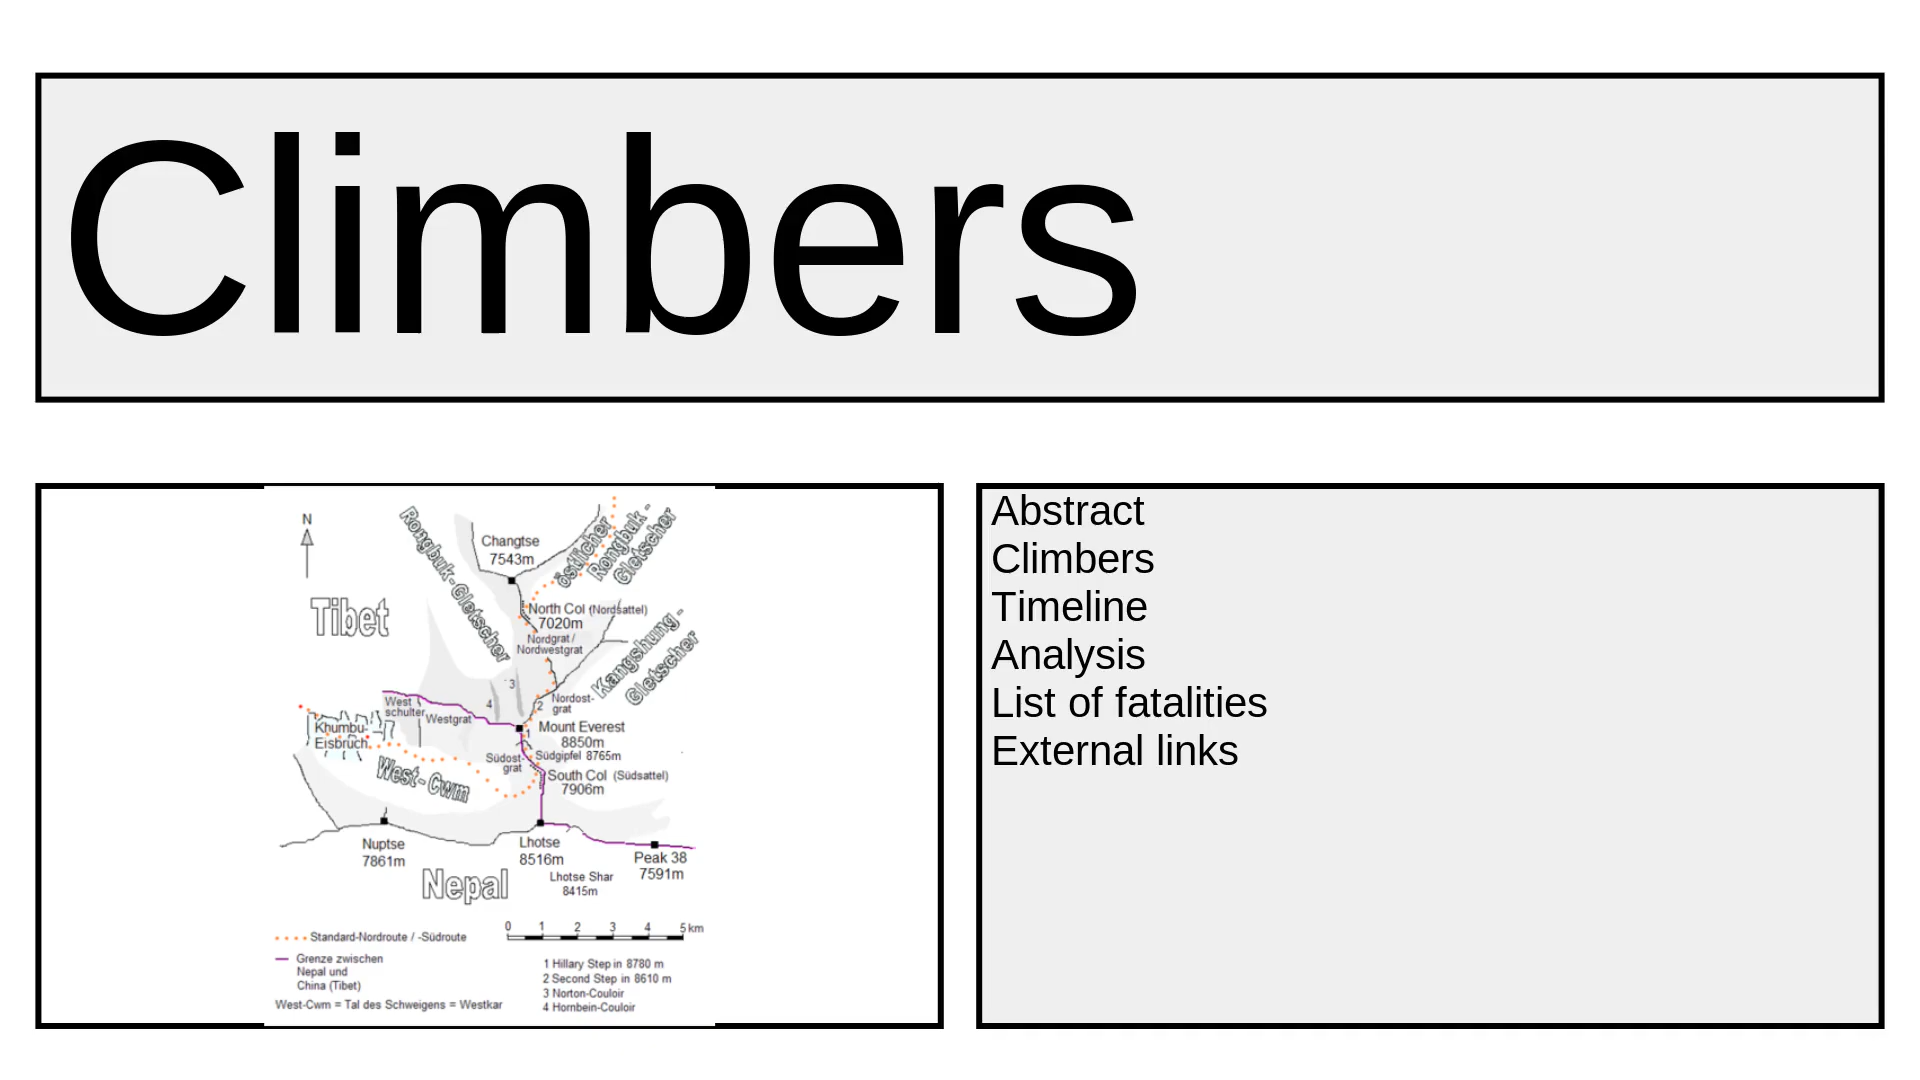 Climbers
N
Tibet
Rongbuk-Gletscher
Changtse
7543m
östlicher
Rongbuk-
Gletscher
North Col (Nordsattel)
7020m
Nordgrat /
Nordwestgrat
Kangshung-
Gletscher
3
4
2
Nordost-
grat
West
schulter
Westgrat
Khumbu-
Eisbruch
Mount Everest
8850m
1
Südost-
grat
Südgipfel 8765m
West-Cwm
South Col (Südsattel)
7906m
Nuptse
7861m
Lhotse
8516m
Peak 38
7591m
Lhotse Shar
8415m
Nepal
0 1 2 3 4 5 km
Standard-Nordroute / -Südroute
Grenze zwischen
Nepal und
China (Tibet)
West-Cwm = Tal des Schweigens = Westkar
1 Hillary Step in 8780 m
2 Second Step in 8610 m
3 Norton-Couloir
4 Hornbein-Couloir
Abstract
Climbers
Timeline
Analysis
List of fatalities
External links